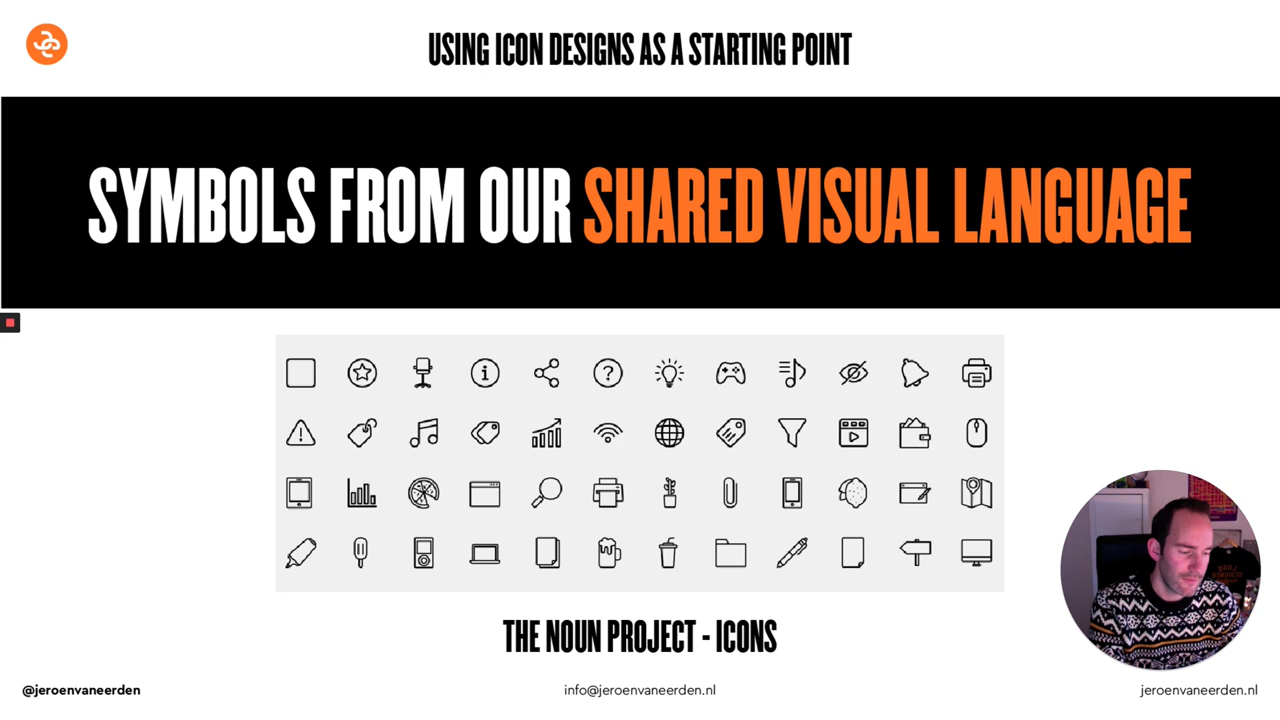 USING ICON DESIGNS AS A STARTING POINT
SYMBOLS FROM OUR SHARED VISUAL LANGUAGE
THE NOUN PROJECT - ICONS
@jeroenvaneerden
info@jeroenvaneerden.nl
jeroenvaneerden.nl